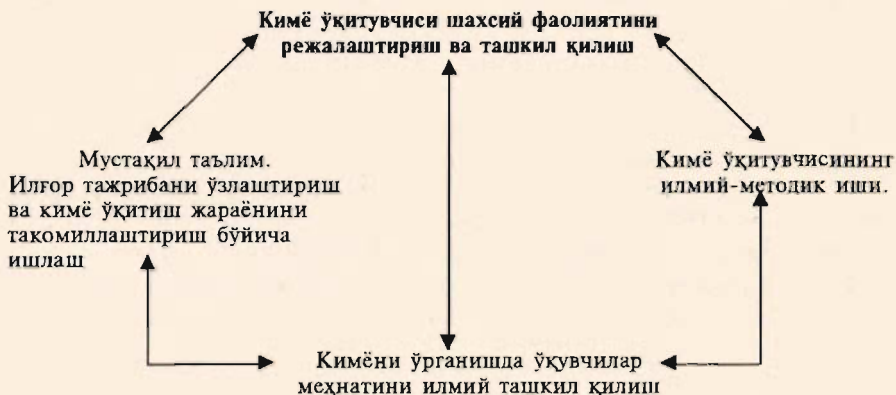 Кимё ўқитувчиси шахсий фаолиятини
режалаштириш ва ташкил қилиш
Мустақил таълим.
Илғор тажрибани ўзлаштириш
ва кимё ўқитиш жараёнини
такомиллаштириш бўйича
ишлаш
Кимё ўқитувчисининг
илмий-методик иши.
Кимёни ўрганишда ўқувчилар
меҳнатини илмий ташкил қилиш